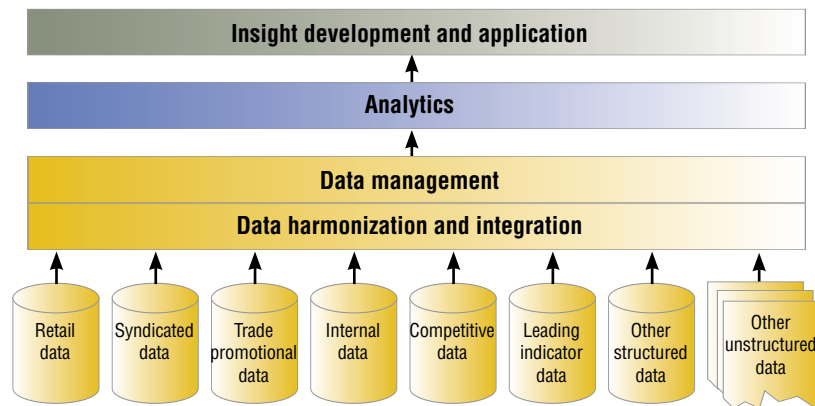 Insight development and application
Analytics
Data management
Data harmonization and integration
Retail
data
Syndicated
data
Trade
promotional
data
Internal
data
Competitive
data
Leading
indicator
data
Other
structured
data
Other
unstructured
data